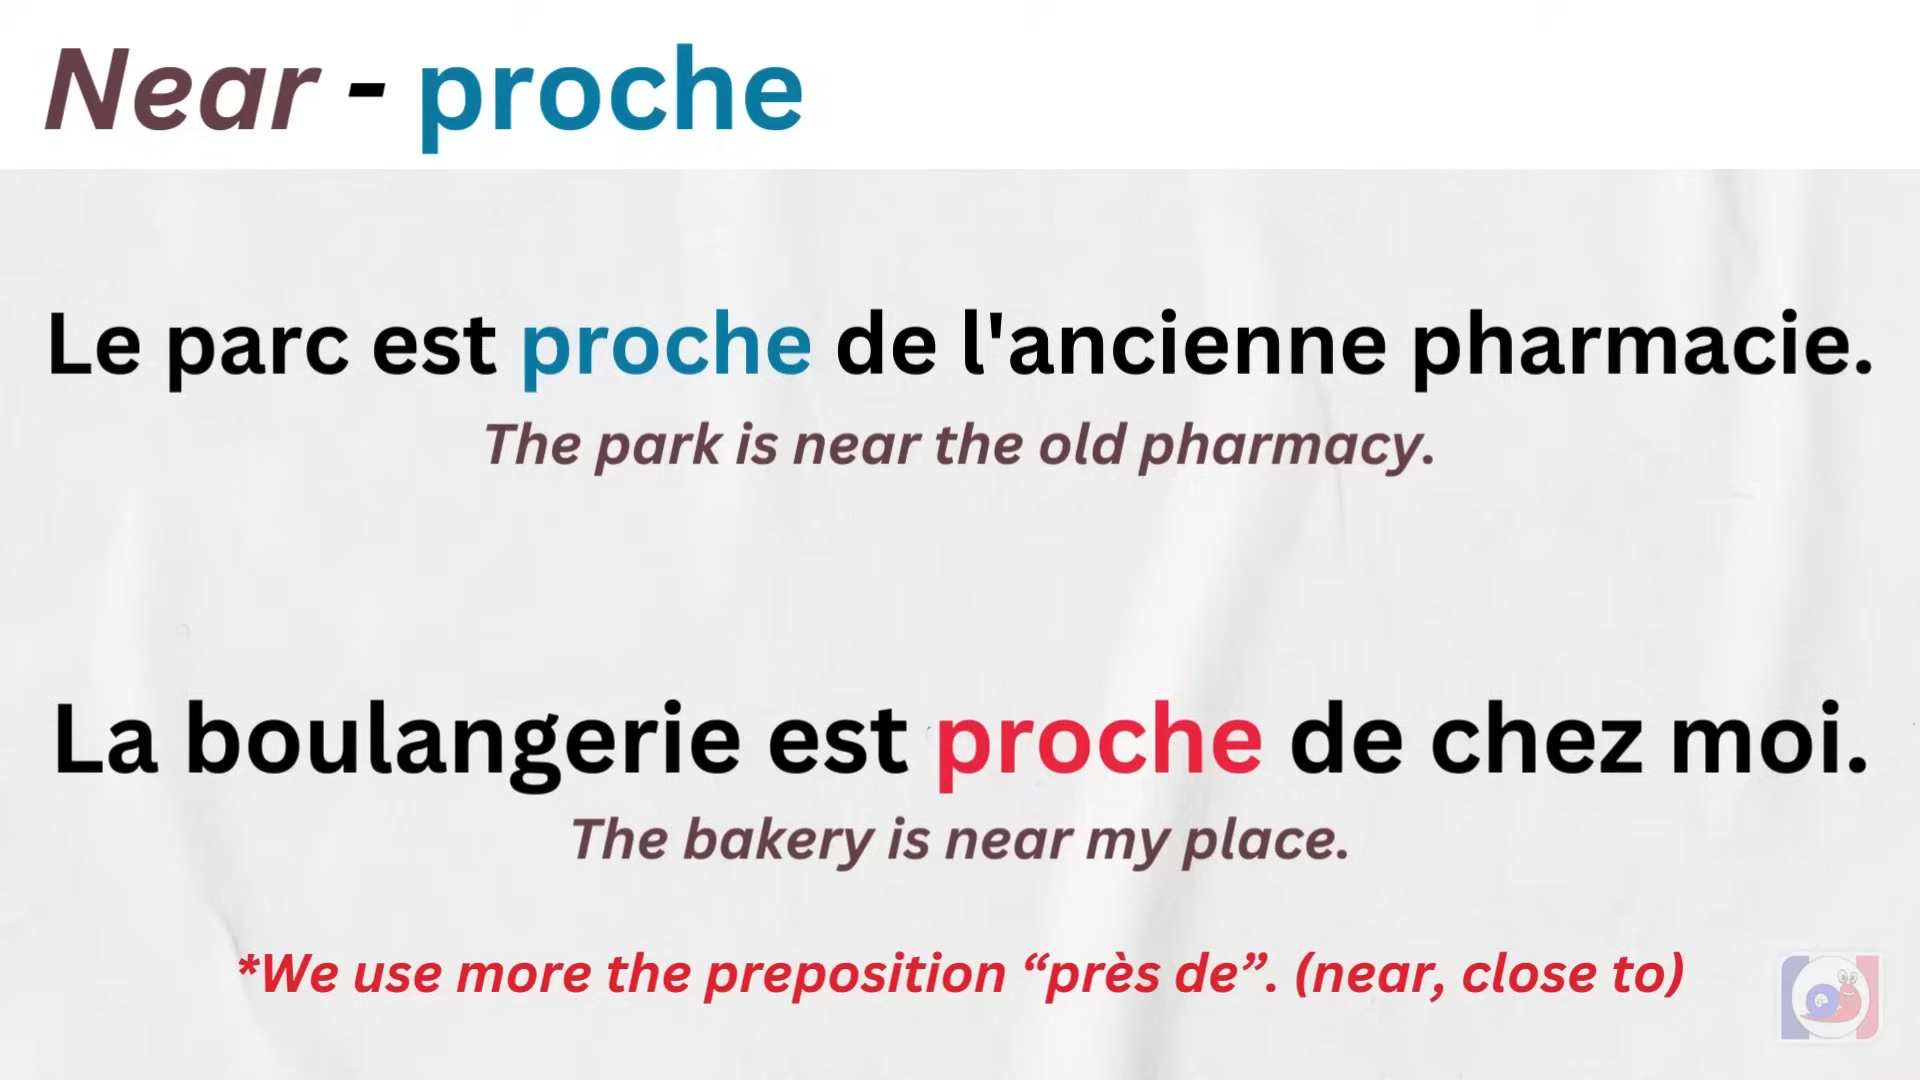 Near - proche
Le parc est proche de l'ancienne pharmacie.
The park is near the old pharmacy.
La boulangerie est proche de chez moi.
The bakery is near my place.
*We use more the preposition “près de”. (near, close to)